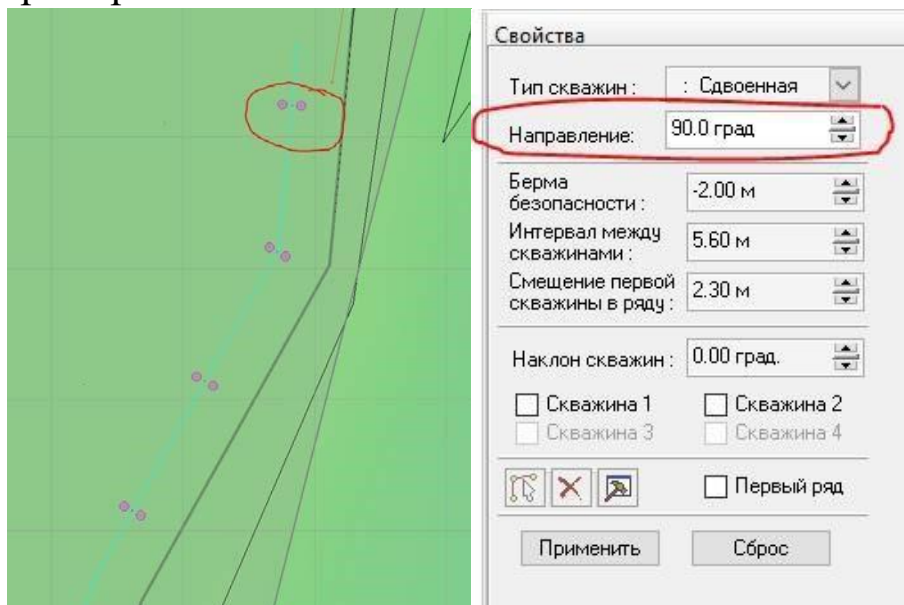 Свойства
Тип скважин : : Сдвоенная
Направление: 90.0 град
Берма
безопасности : -2.00 м
Интервал между
скважинами : 5.60 м
Смещение первой
скважины в ряду : 2.30 м
Наклон скважин : 0.00 град.
Скважина 1 Скважина 2
Скважина 3 Скважина 4
Первый ряд
Применить Сброс